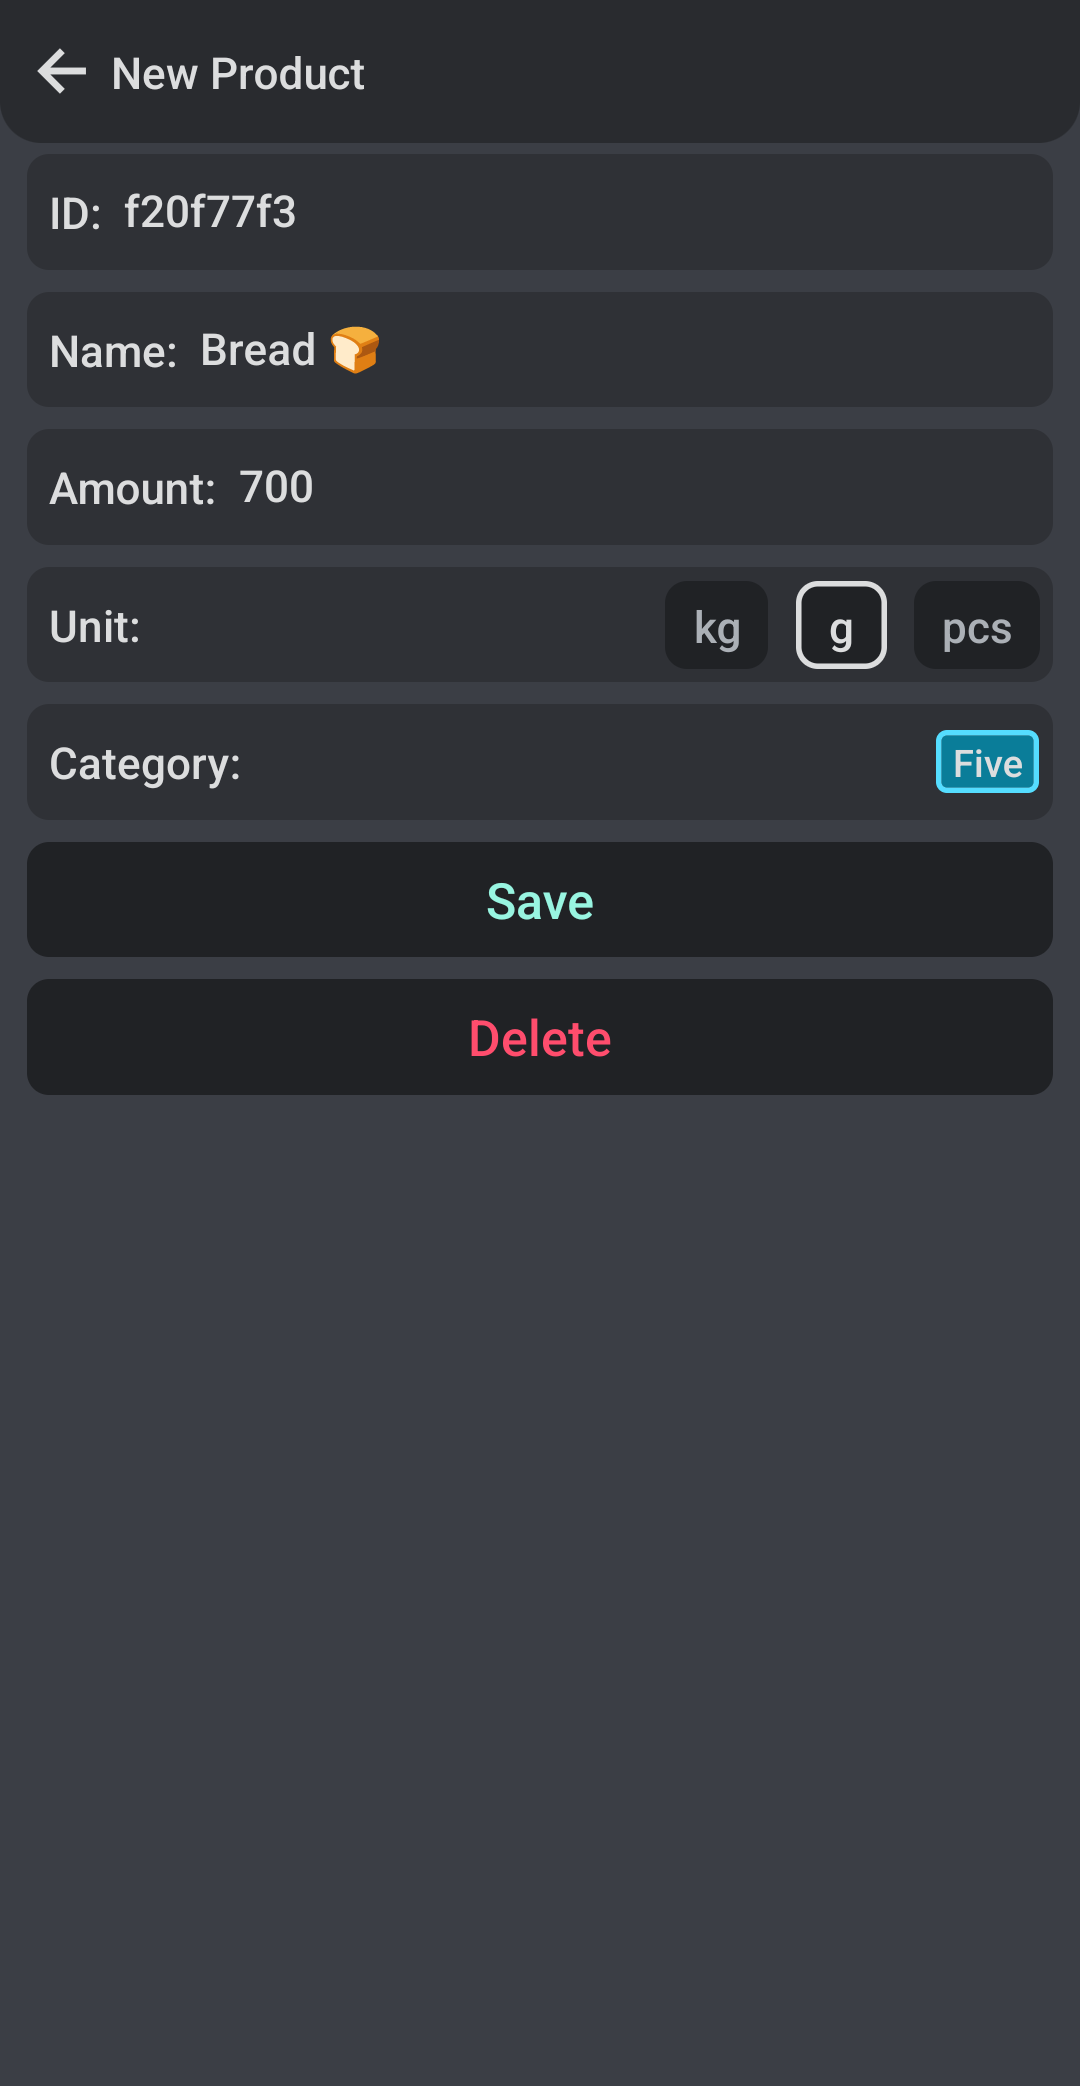 New Product
ID: f20f77f3
Name: Bread 🍞
Amount: 700
Unit: kg g pcs
Category: Five
Save
Delete